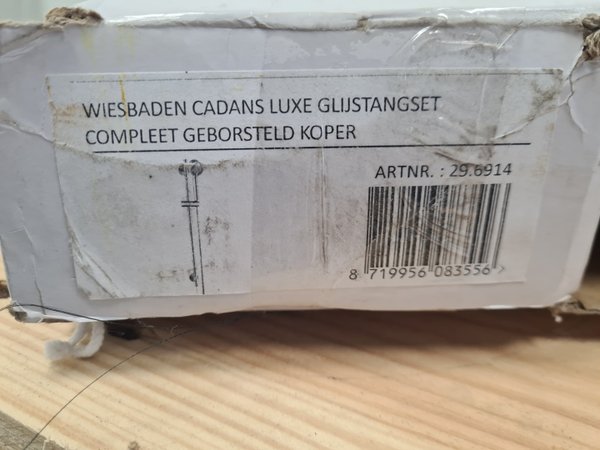 WIESBADEN CADANS LUXE GLIJSTANGSET
COMPLEET GEBORSTELD KOPER
ARTNR. : 29.6914
8 719956 083556 >